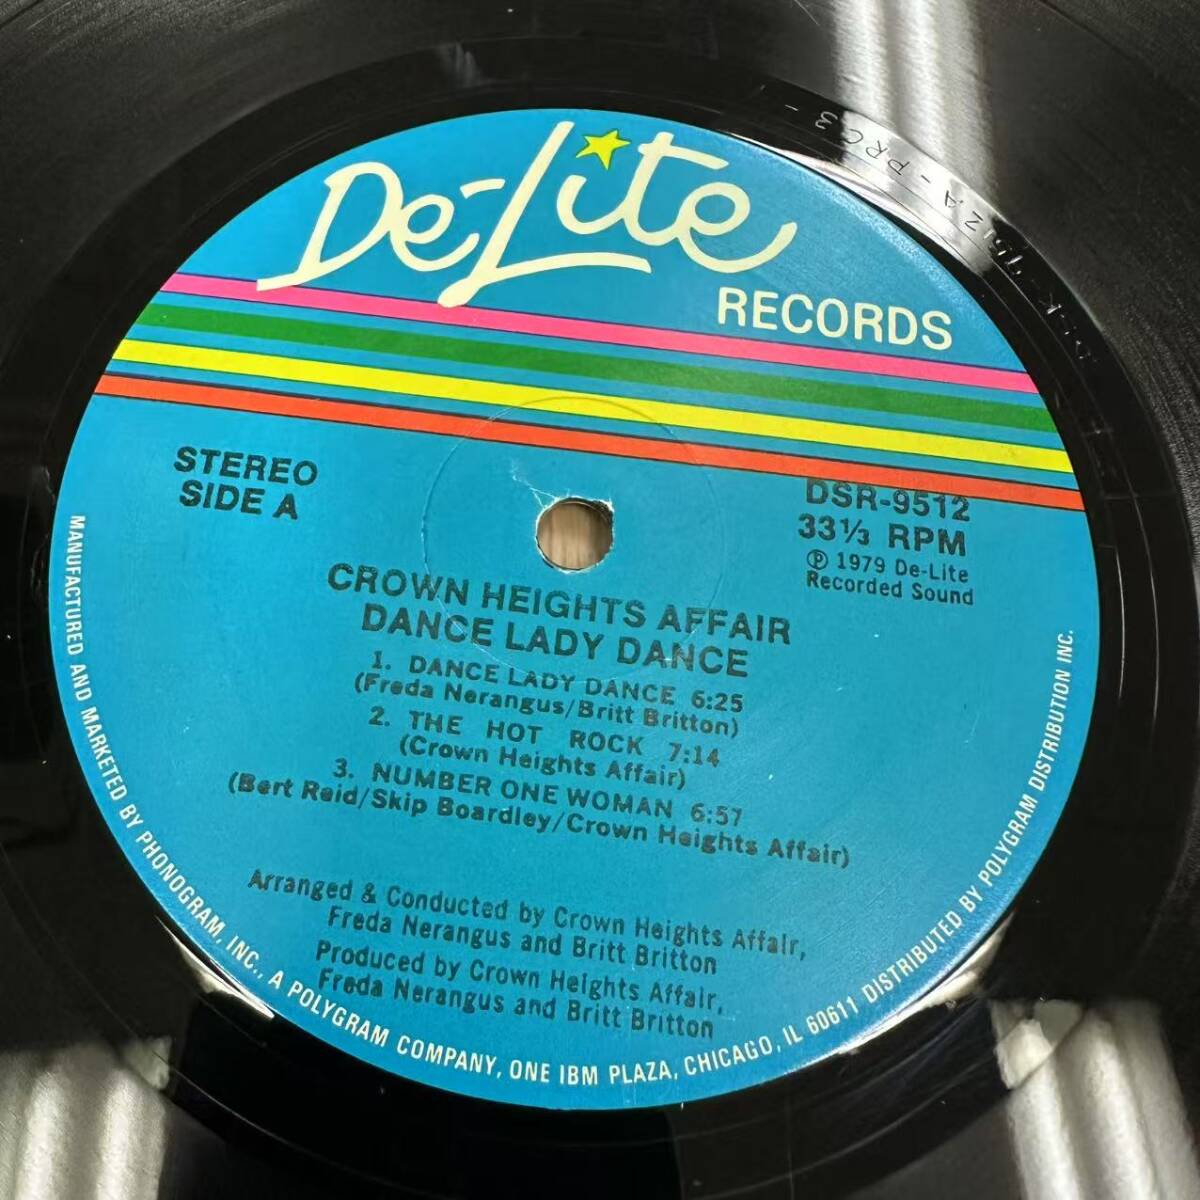 De-Lite
RECORDS
STEREO
SIDE A
DSR-9512
33⅓ RPM
Ⓟ 1979 De-Lite
Recorded Sound
CROWN HEIGHTS AFFAIR
DANCE LADY DANCE
1. DANCE LADY DANCE 6:25
(Freda Nerangus/Britt Britton)
2. THE HOT ROCK 7:14
(Crown Heights Affair)
3. NUMBER ONE WOMAN 6:57
(Bert Reid/Skip Boardley/Crown Heights Affair)
Arranged & Conducted by Crown Heights Affair,
Freda Nerangus and Britt Britton
Produced by Crown Heights Affair,
Freda Nerangus and Britt Britton
MANUFACTURED AND MARKETED BY PHONOGRAM, INC., A POLYGRAM COMPANY, ONE IBM PLAZA, CHICAGO, IL 60611 DISTRIBUTED BY POLYGRAM DISTRIBUTION INC.